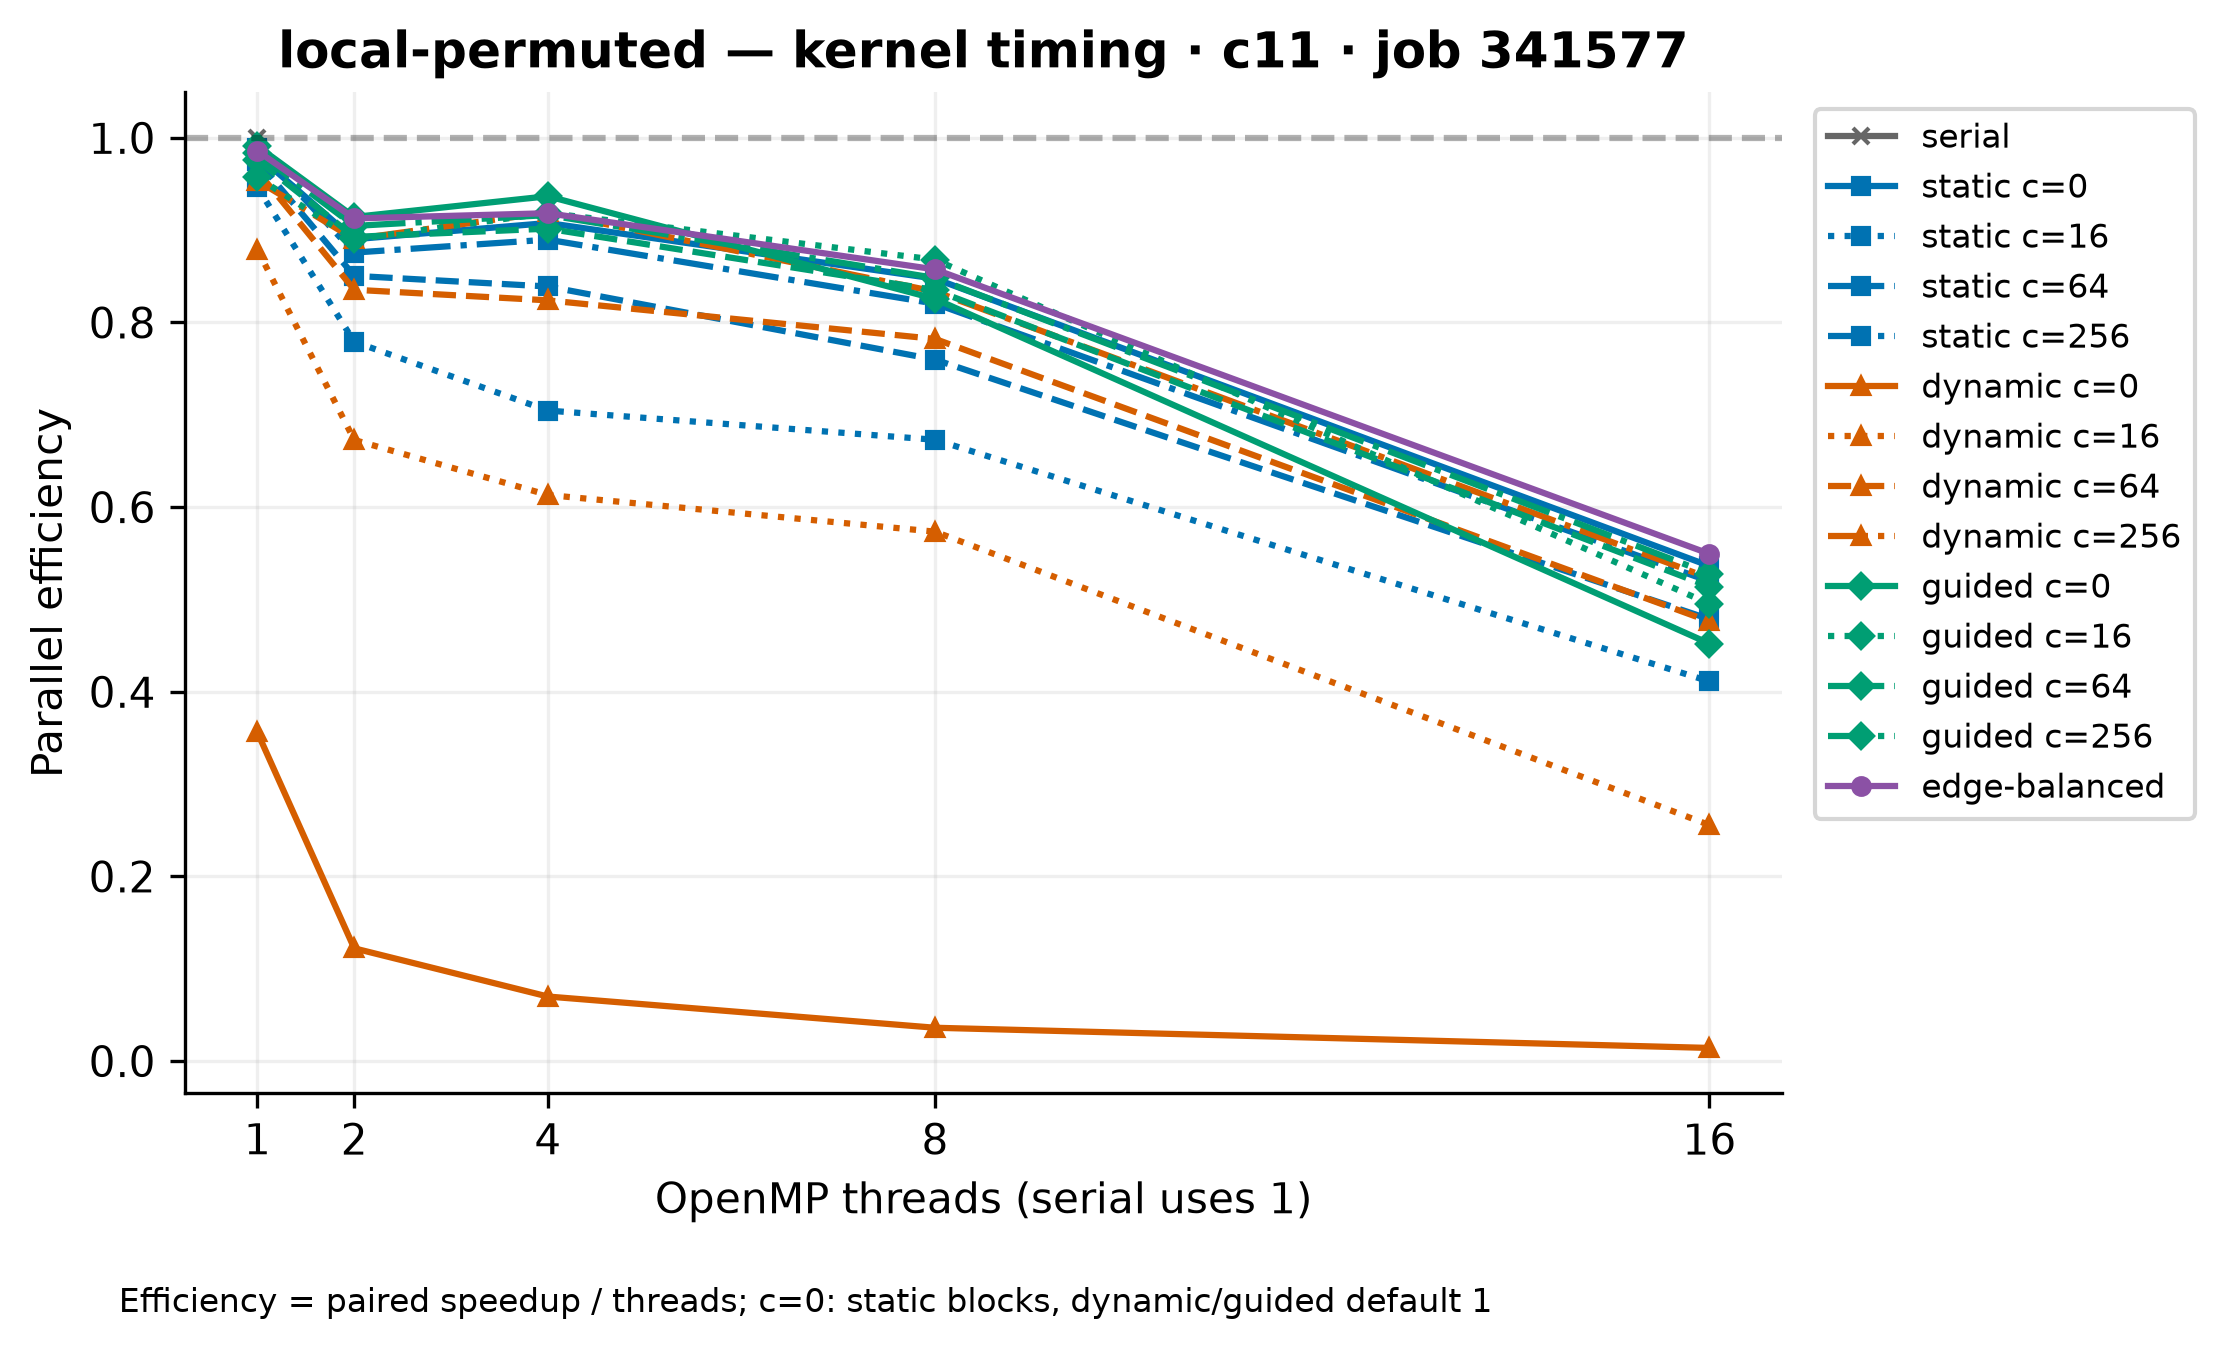 local-permuted — kernel timing · c11 · job 341577
1.0
0.8
0.6
0.4
0.2
0.0
Parallel efficiency
1 2 4 8 16
OpenMP threads (serial uses 1)
serial
static c=0
static c=16
static c=64
static c=256
dynamic c=0
dynamic c=16
dynamic c=64
dynamic c=256
guided c=0
guided c=16
guided c=64
guided c=256
edge-balanced
Efficiency = paired speedup / threads; c=0: static blocks, dynamic/guided default 1